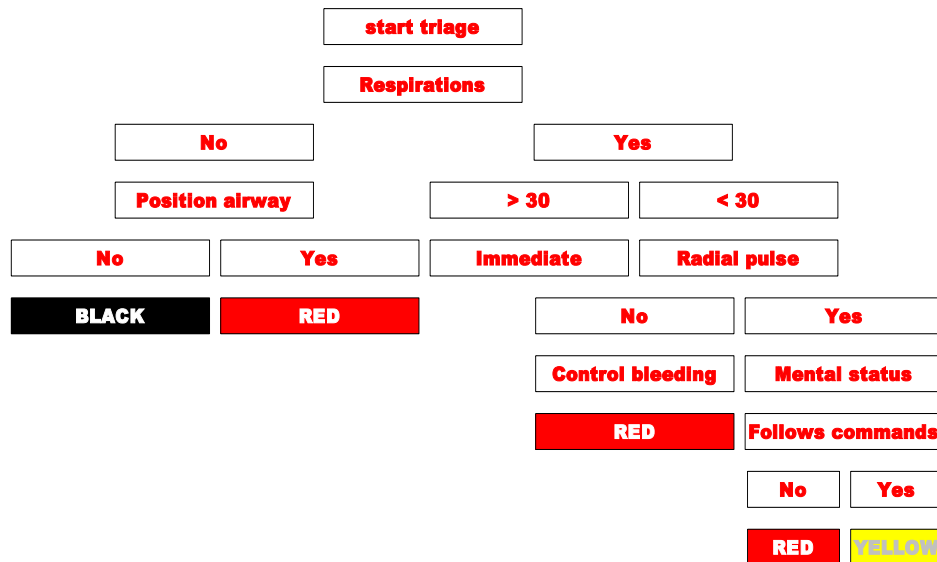 start triage
Respirations
No Yes
Position airway > 30 < 30
No Yes Immediate Radial pulse
BLACK RED No Yes
Control bleeding Mental status
RED Follows commands
No Yes
RED YELLOW